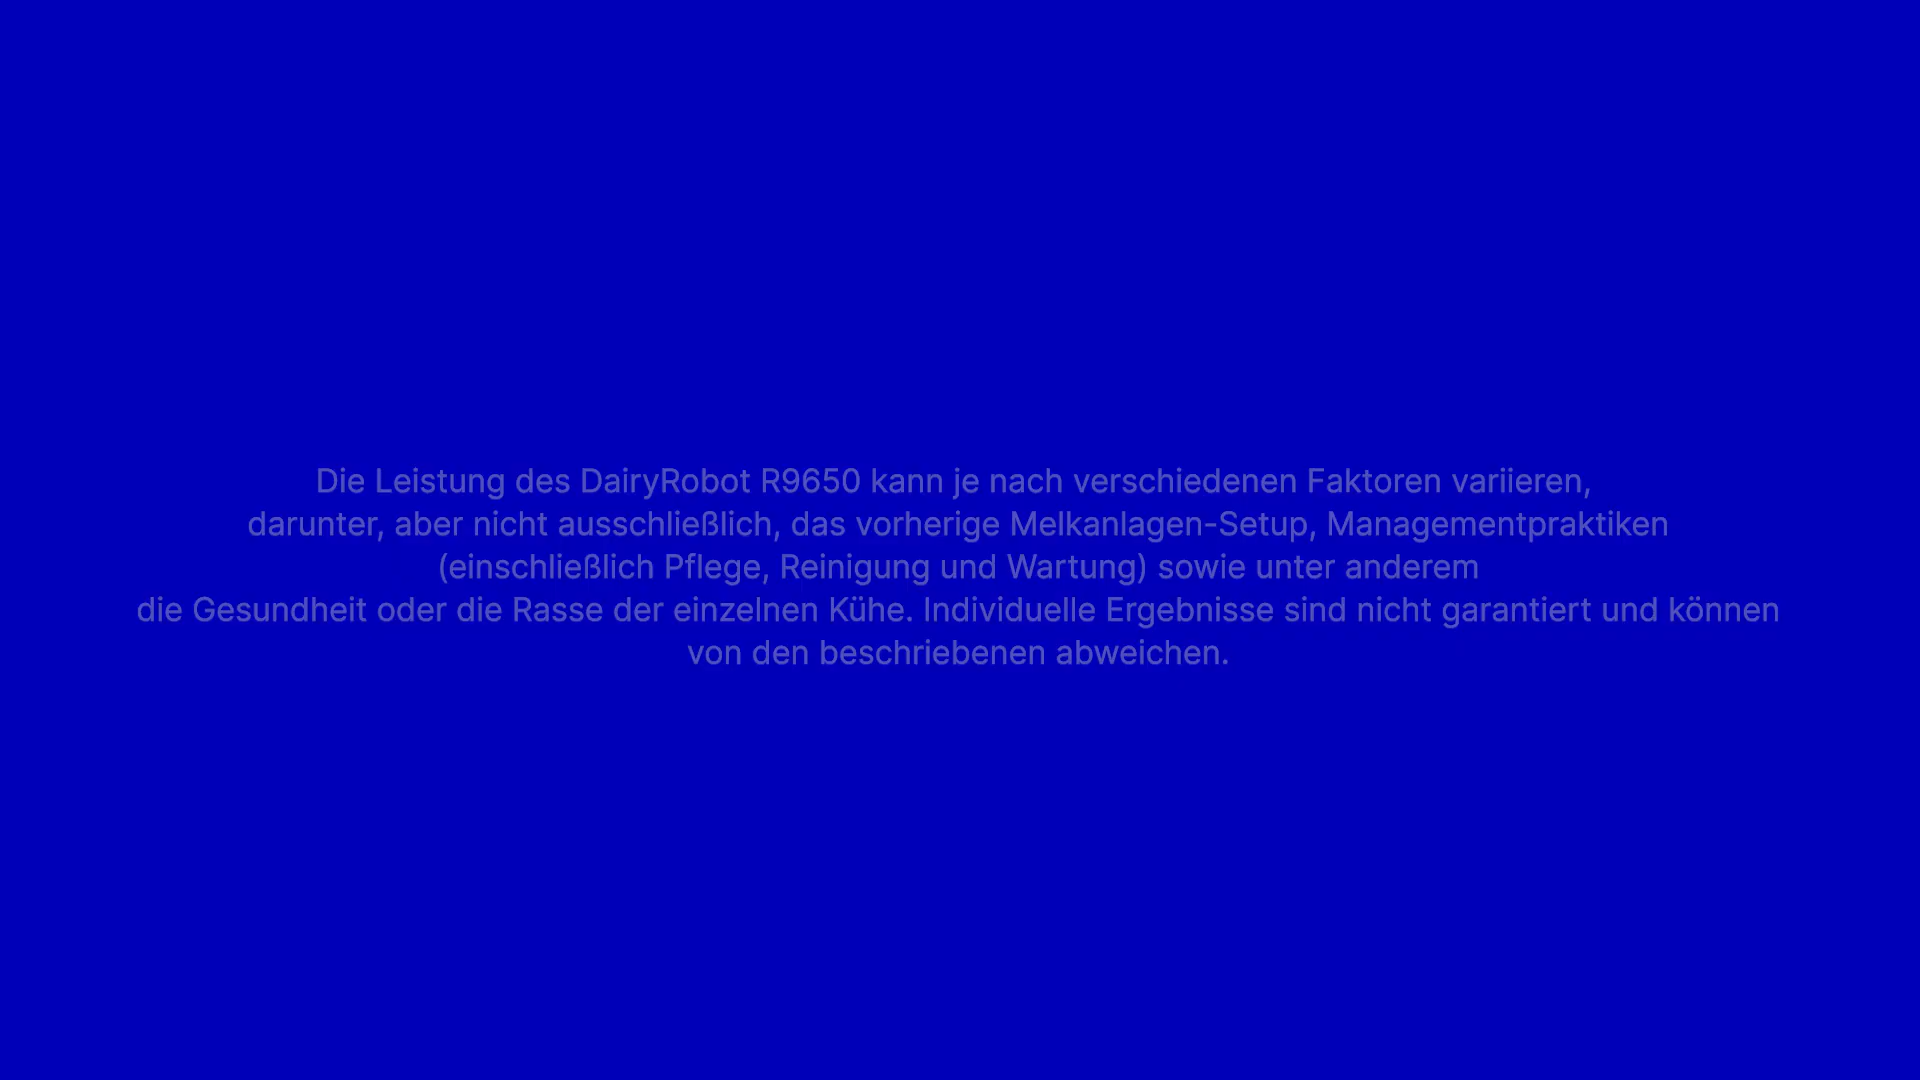 Die Leistung des DairyRobot R9650 kann je nach verschiedenen Faktoren variieren,
darunter, aber nicht ausschließlich, das vorherige Melkanlagen-Setup, Managementpraktiken
(einschließlich Pflege, Reinigung und Wartung) sowie unter anderem
die Gesundheit oder die Rasse der einzelnen Kühe. Individuelle Ergebnisse sind nicht garantiert und können
von den beschriebenen abweichen.